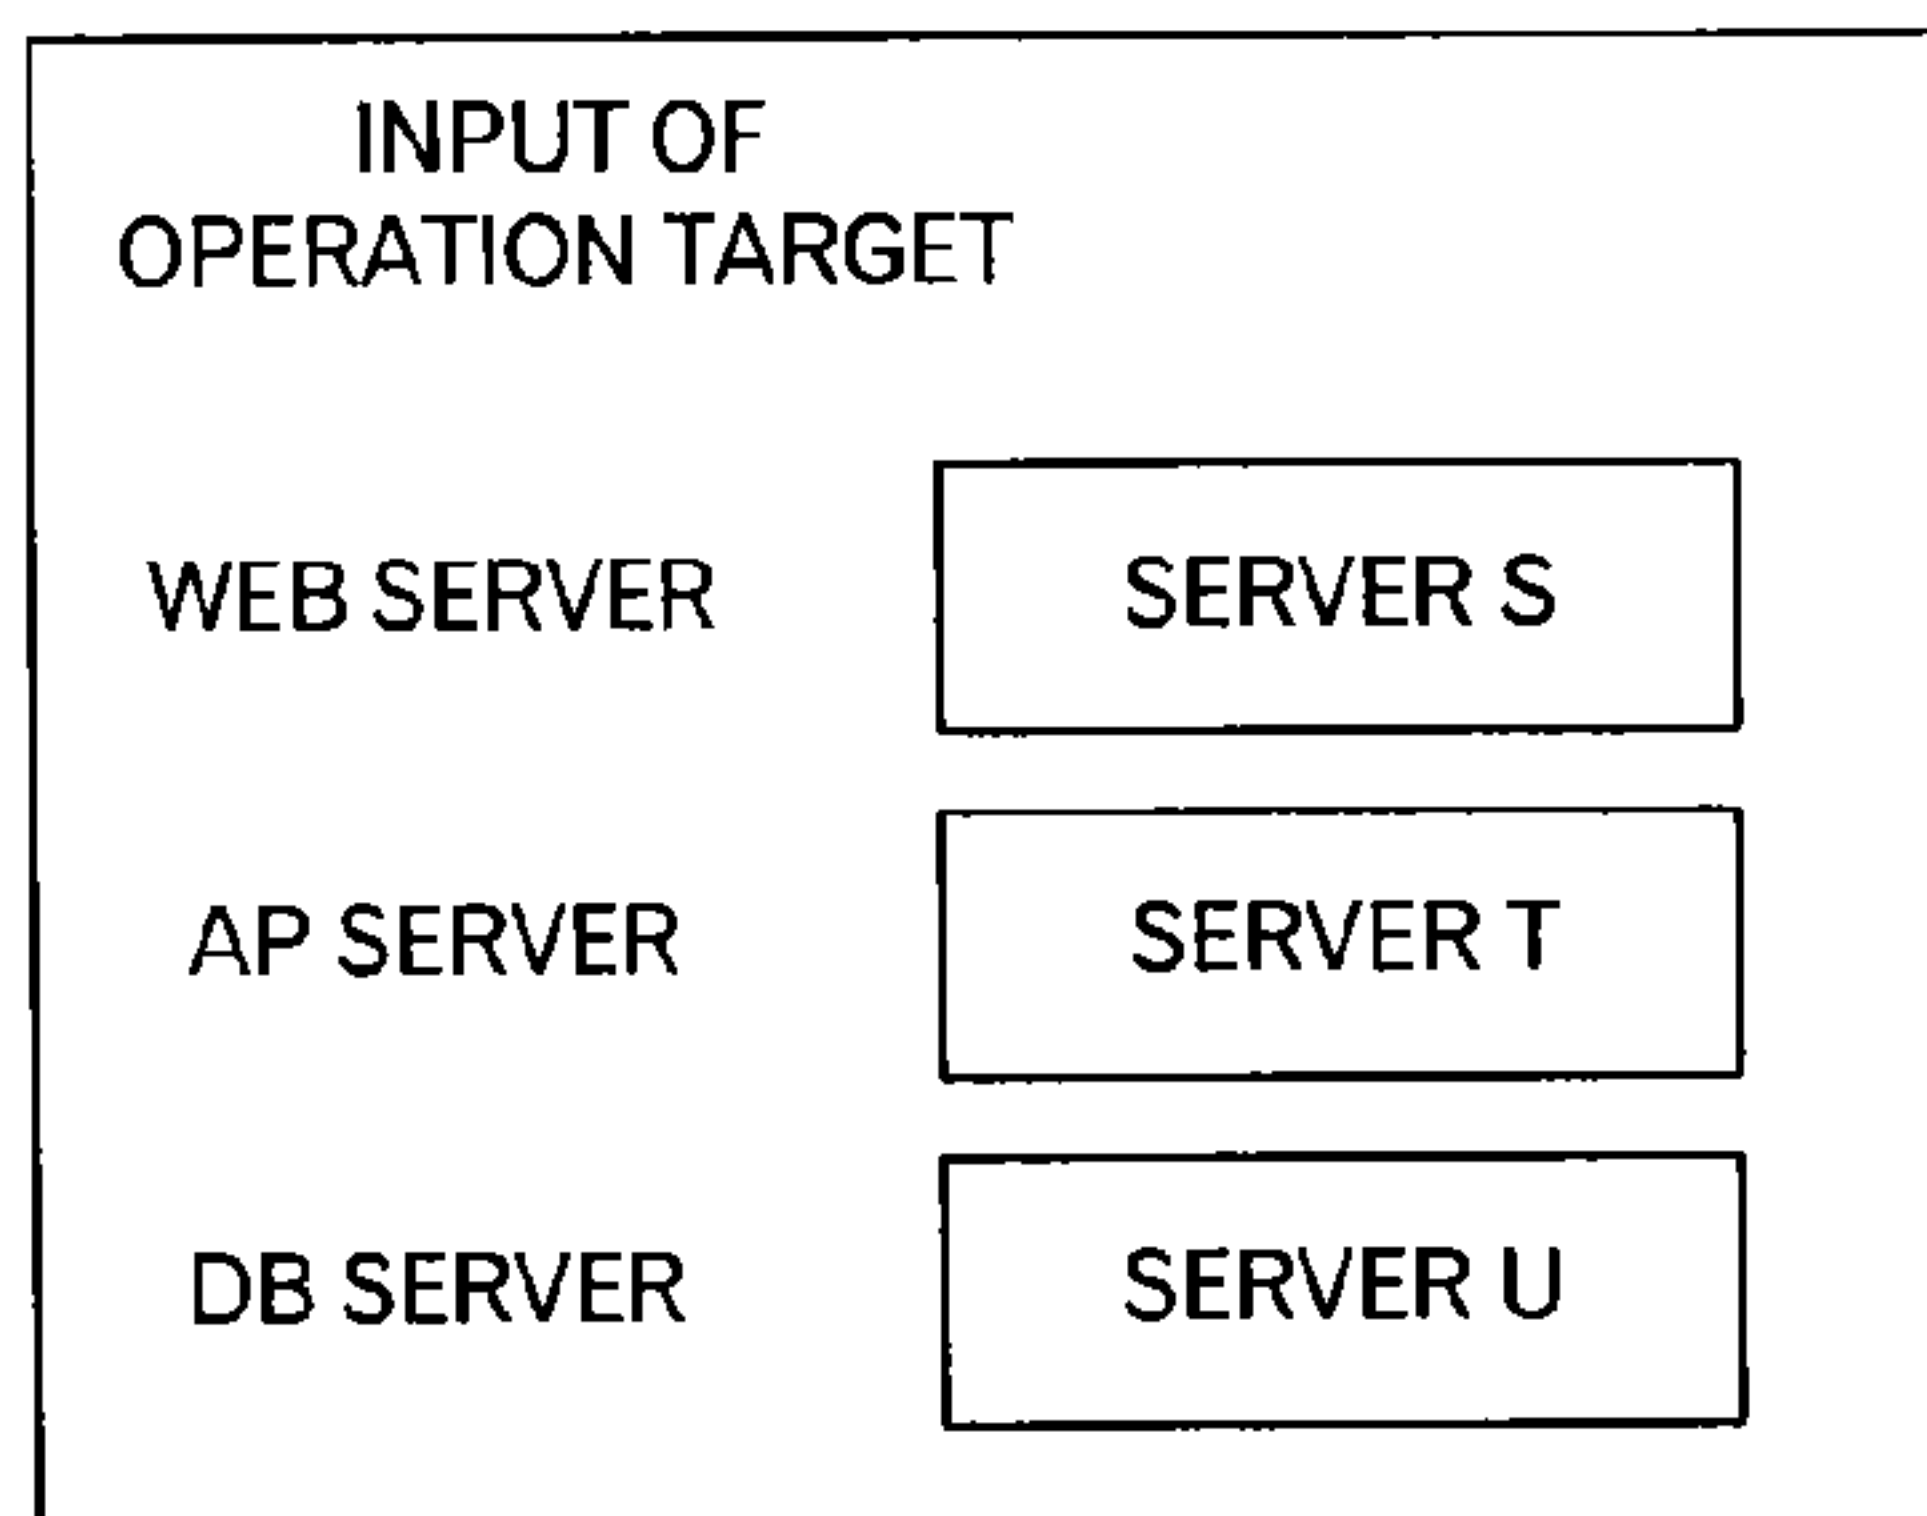 INPUT OF
OPERATION TARGET
WEB SERVER SERVER S
AP SERVER SERVER T
DB SERVER SERVER U